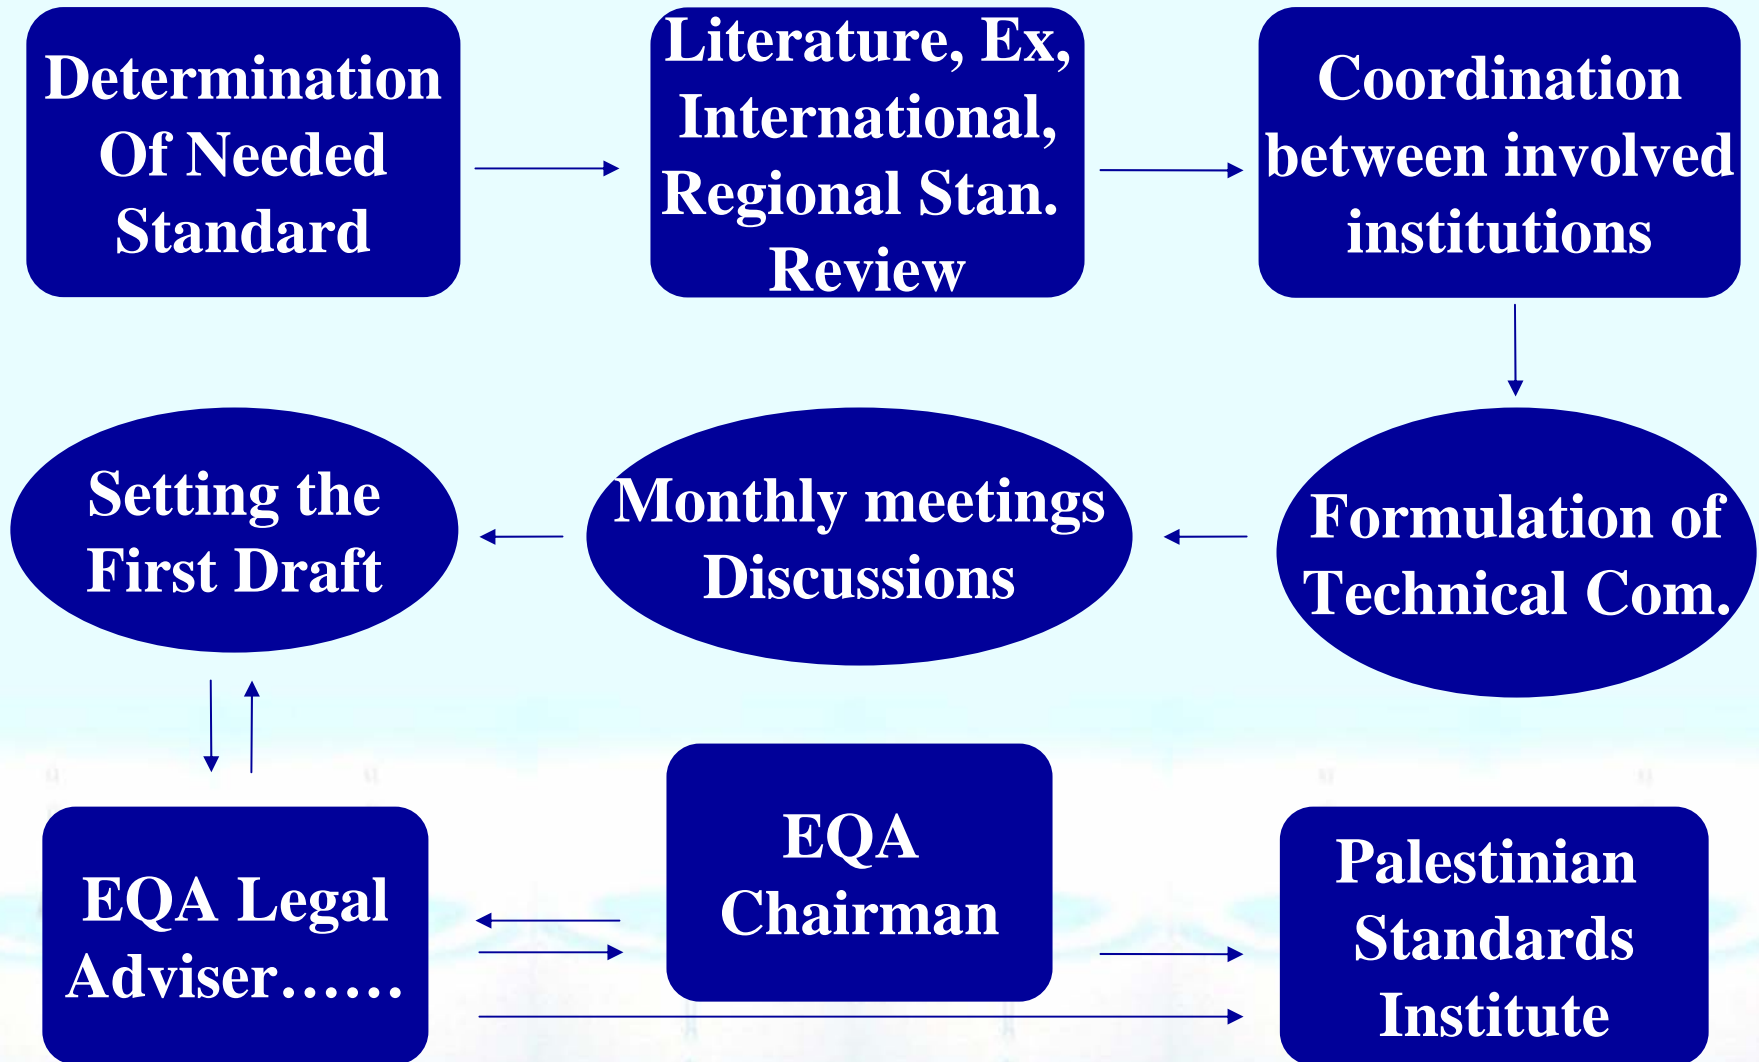 Determination
Of Needed
Standard
Literature, Ex,
International,
Regional Stan.
Review
Coordination
between involved
institutions
Setting the
First Draft
Monthly meetings
Discussions
Formulation of
Technical Com.
EQA Legal
Adviser……
EQA
Chairman
Palestinian
Standards
Institute